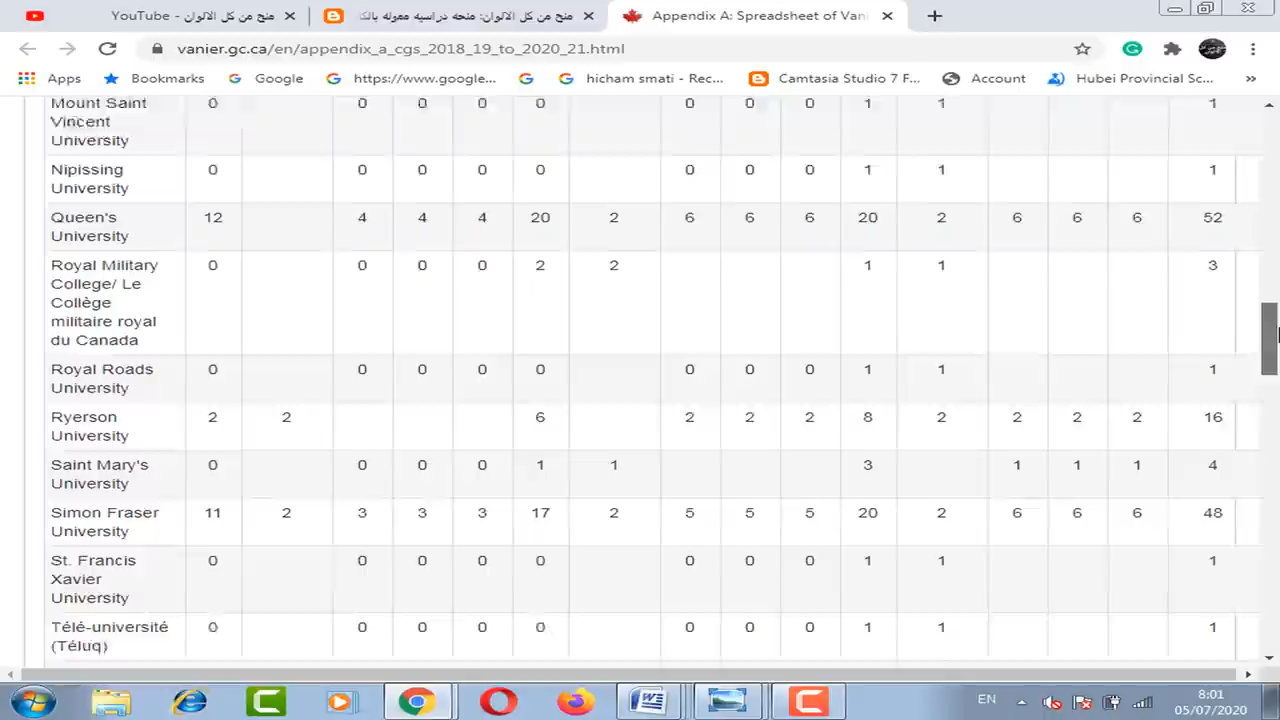 YouTube - منح من كل الالوان
منح من كل الالوان: منحه دراسيه مموله بالك
Appendix A: Spreadsheet of Vani
vanier.gc.ca/en/appendix_a_cgs_2018_19_to_2020_21.html
Apps Bookmarks Google https://www.google... hicham smati - Rec... Camtasia Studio 7 F... Account Hubei Provincial Sc... »
Mount Saint 0 0 0 0 0 0 0 0 1 1 1
Vincent
University
Nipissing 0 0 0 0 0 0 0 0 1 1 1
University
Queen's 12 4 4 4 20 2 6 6 6 20 2 6 6 6 52
University
Royal Military 0 0 0 0 2 2 1 1 3
College/ Le
Collège
militaire royal
du Canada
Royal Roads 0 0 0 0 0 0 0 0 1 1 1
University
Ryerson 2 2 6 2 2 2 8 2 2 2 2 16
University
Saint Mary's 0 0 0 0 1 1 3 1 1 1 4
University
Simon Fraser 11 2 3 3 3 17 2 5 5 5 20 2 6 6 6 48
University
St. Francis 0 0 0 0 0 0 0 0 1 1 1
Xavier
University
Télé-université 0 0 0 0 0 0 0 0 1 1 1
(Téluq)
EN
8:01
05/07/2020